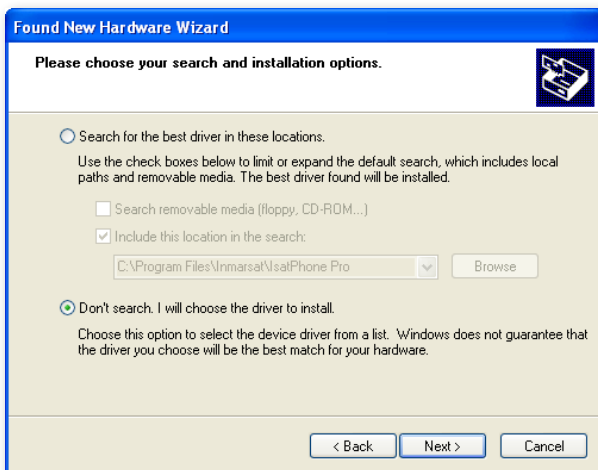 Found New Hardware Wizard
Please choose your search and installation options.
Search for the best driver in these locations.
Use the check boxes below to limit or expand the default search, which includes local
paths and removable media. The best driver found will be installed.
Search removable media (floppy, CD-ROM...)
Include this location in the search:
C:\Program Files\Inmarsat\IsatPhone Pro
Browse
Don't search. I will choose the driver to install.
Choose this option to select the device driver from a list. Windows does not guarantee that
the driver you choose will be the best match for your hardware.
< Back
Next >
Cancel